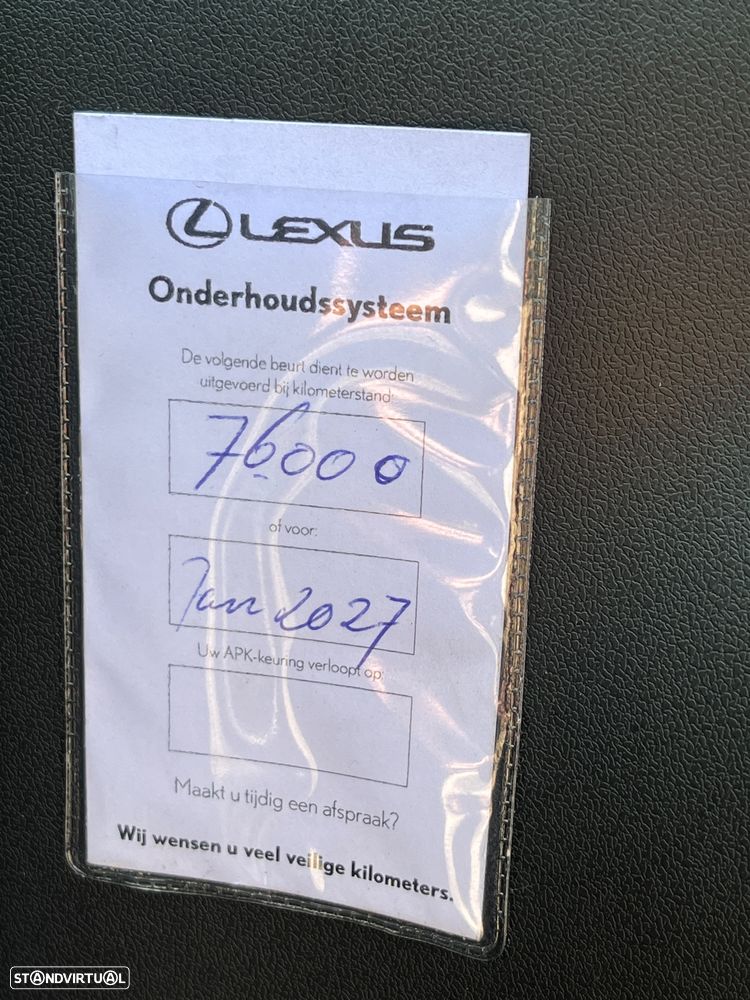 LEXUS
Onderhoudssysteem
De volgende beurt dient te worden
uitgevoerd bij kilometerstand:
76000
of voor:
Jan 2027
Uw APK-keuring verloopt op:
Maakt u tijdig een afspraak?
Wij wensen u veel veilige kilometers.
STANDVIRTUAL